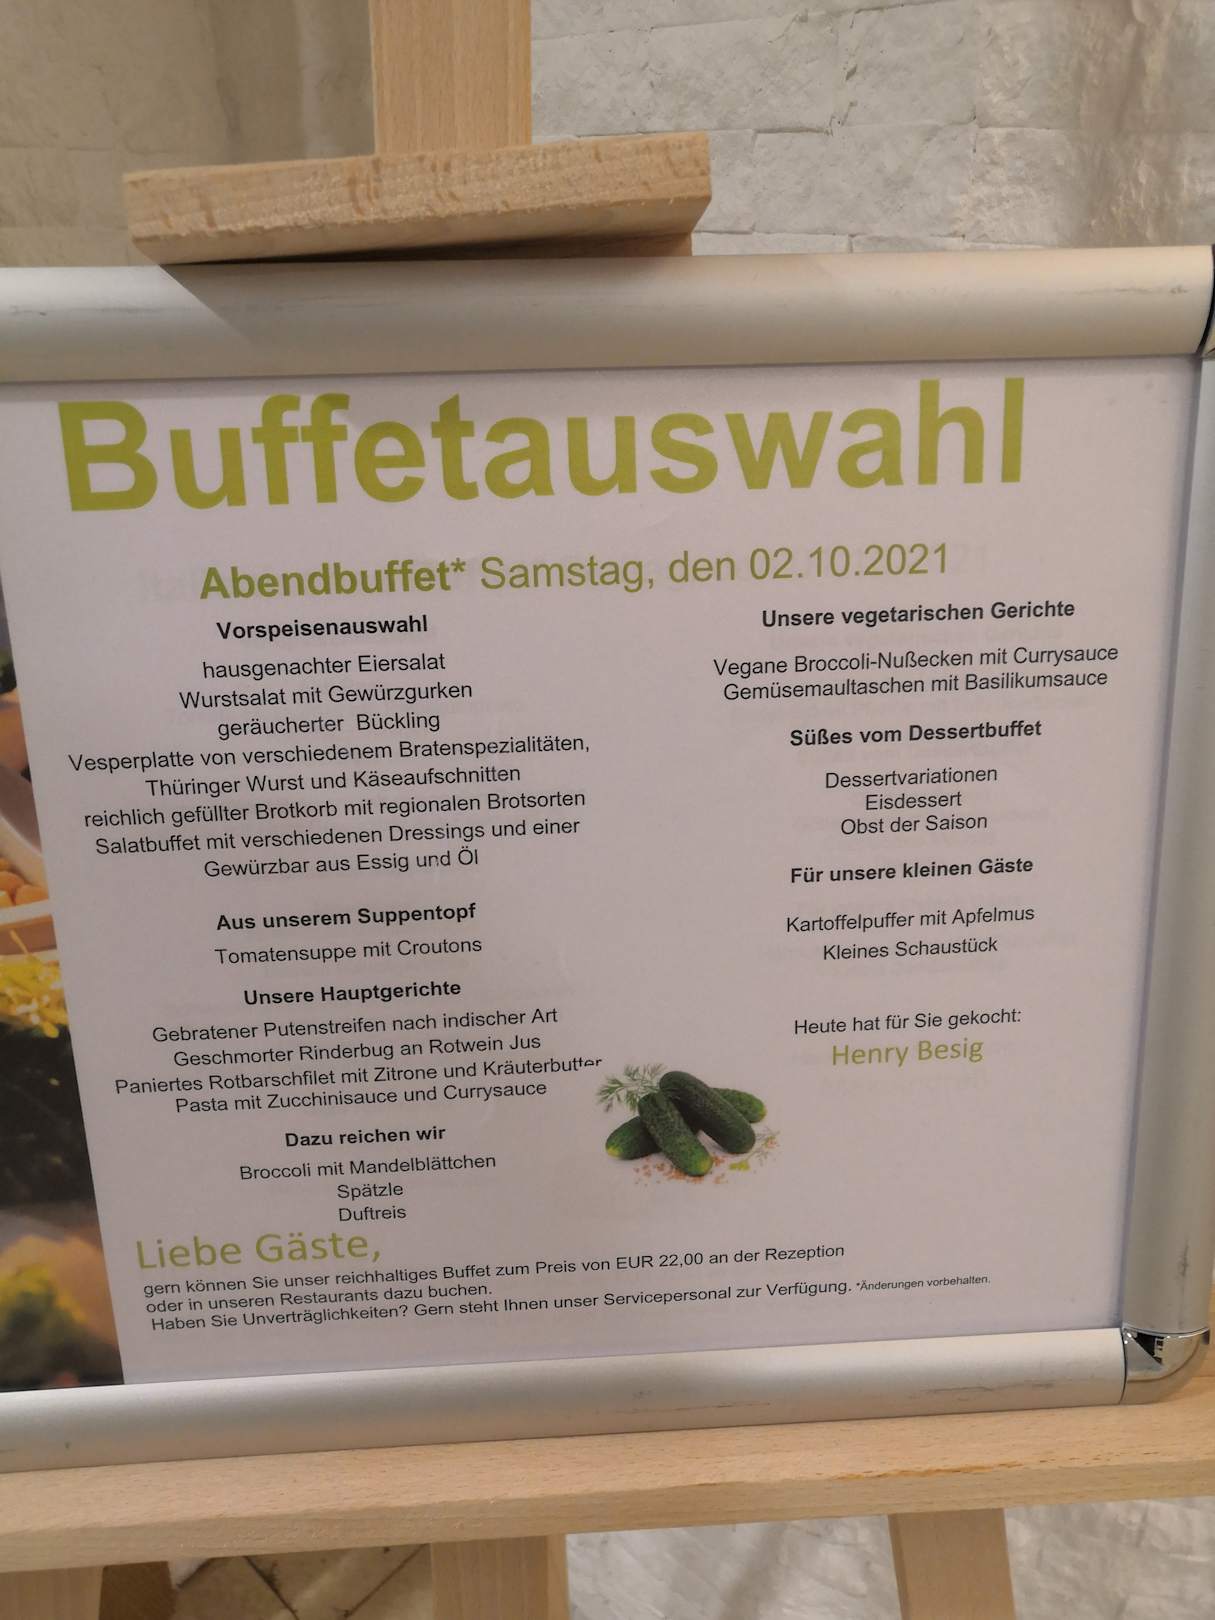 Buffetauswahl
Abendbuffet* Samstag, den 02.10.2021
Vorspeisenauswahl
hausgenachter Eiersalat
Wurstsalat mit Gewürzgurken
geräucherter Bückling
Vesperplatte von verschiedenem Bratenspezialitäten,
Thüringer Wurst und Käseaufschnitten
reichlich gefüllter Brotkorb mit regionalen Brotsorten
Salatbuffet mit verschiedenen Dressings und einer
Gewürzbar aus Essig und Öl
Aus unserem Suppentopf
Tomatensuppe mit Croutons
Unsere Hauptgerichte
Gebratener Putenstreifen nach indischer Art
Geschmorter Rinderbug an Rotwein Jus
Paniertes Rotbarschfilet mit Zitrone und Kräuterbutter
Pasta mit Zucchinisauce und Currysauce
Dazu reichen wir
Broccoli mit Mandelblättchen
Spätzle
Duftreis
Unsere vegetarischen Gerichte
Vegane Broccoli-Nußecken mit Currysauce
Gemüsemaultaschen mit Basilikumsauce
Süßes vom Dessertbuffet
Dessertvariationen
Eisdessert
Obst der Saison
Für unsere kleinen Gäste
Kartoffelpuffer mit Apfelmus
Kleines Schaustück
Heute hat für Sie gekocht:
Henry Besig
Liebe Gäste,
gern können Sie unser reichhaltiges Buffet zum Preis von EUR 22,00 an der Rezeption
oder in unseren Restaurants dazu buchen.
Haben Sie Unverträglichkeiten? Gern steht Ihnen unser Servicepersonal zur Verfügung. *Änderungen vorbehalten.